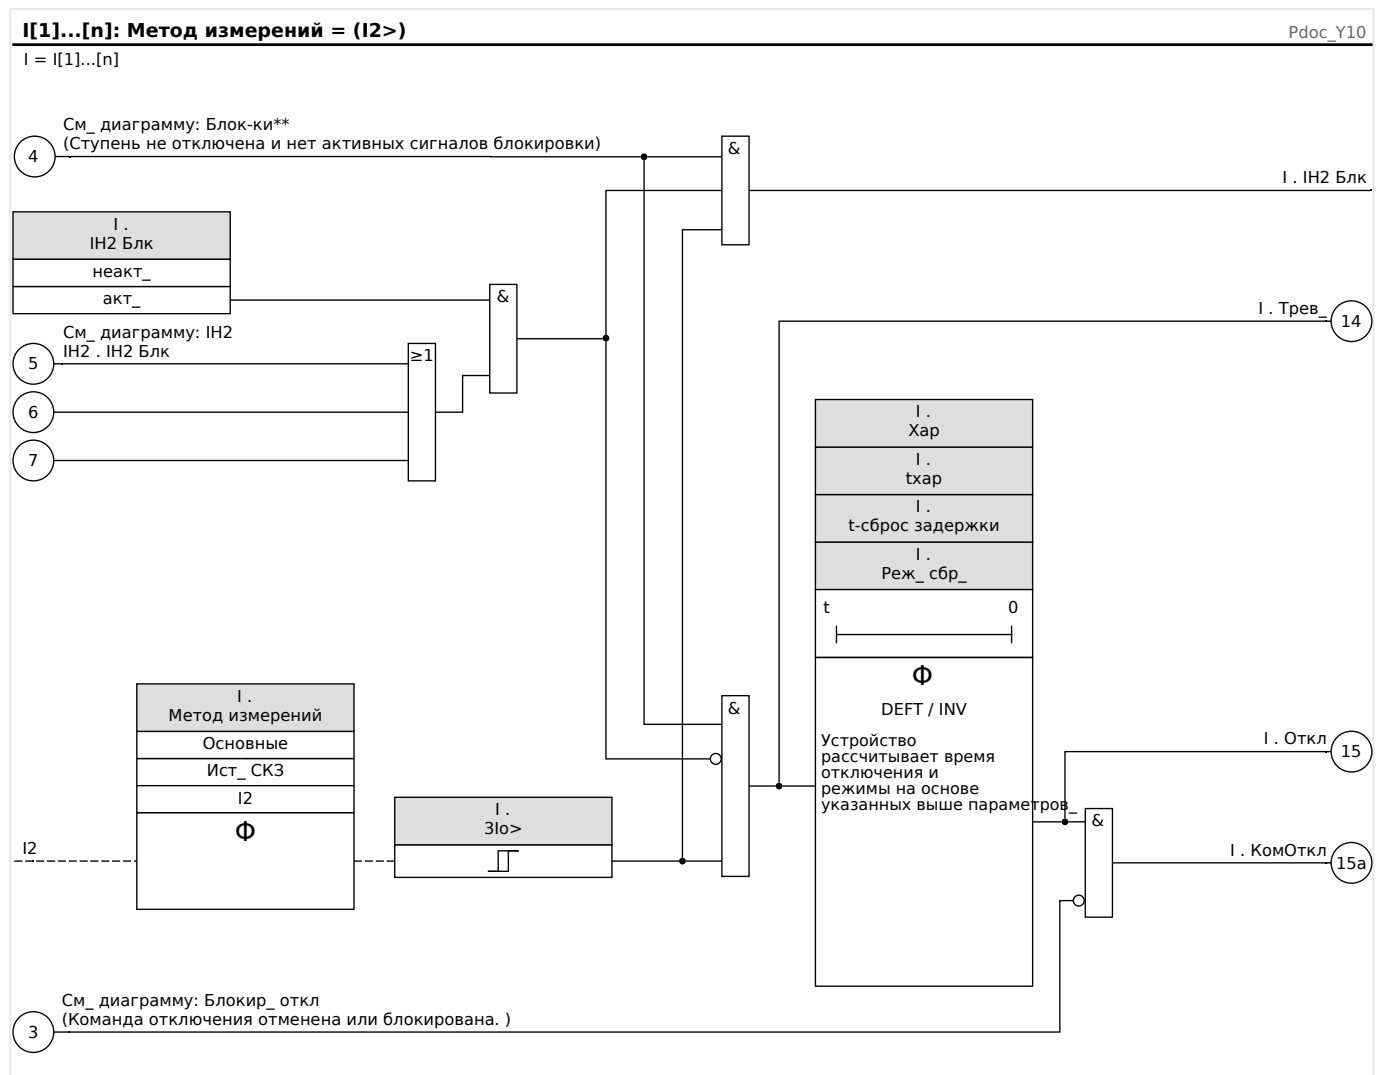 I[1]...[n]: Метод измерений = (I2>)
Pdoc_Y10
I = I[1]...[n]
См_ диаграмму: Блок-ки**
(Ступень не отключена и нет активных сигналов блокировки)
4
&
I . IH2 Блк
I .
IH2 Блк
неакт_
акт_
&
I . Трев_
14
См_ диаграмму: IH2
IH2 . IH2 Блк
5
≥1
6
7
I .
Хар
I .
tхар
I .
t-сброс задержки
I .
Реж_ сбр_
t
0
Φ
DEFT / INV
Устройство
рассчитывает время
отключения и
режимы на основе
указанных выше параметров_
I .
Метод измерений
Основные
Ист_ СКЗ
I2
Φ
I2
I .
3Io>
&
I . Откл
15
&
I . КомОткл
15a
См_ диаграмму: Блокир_ откл
(Команда отключения отменена или блокирована. )
3